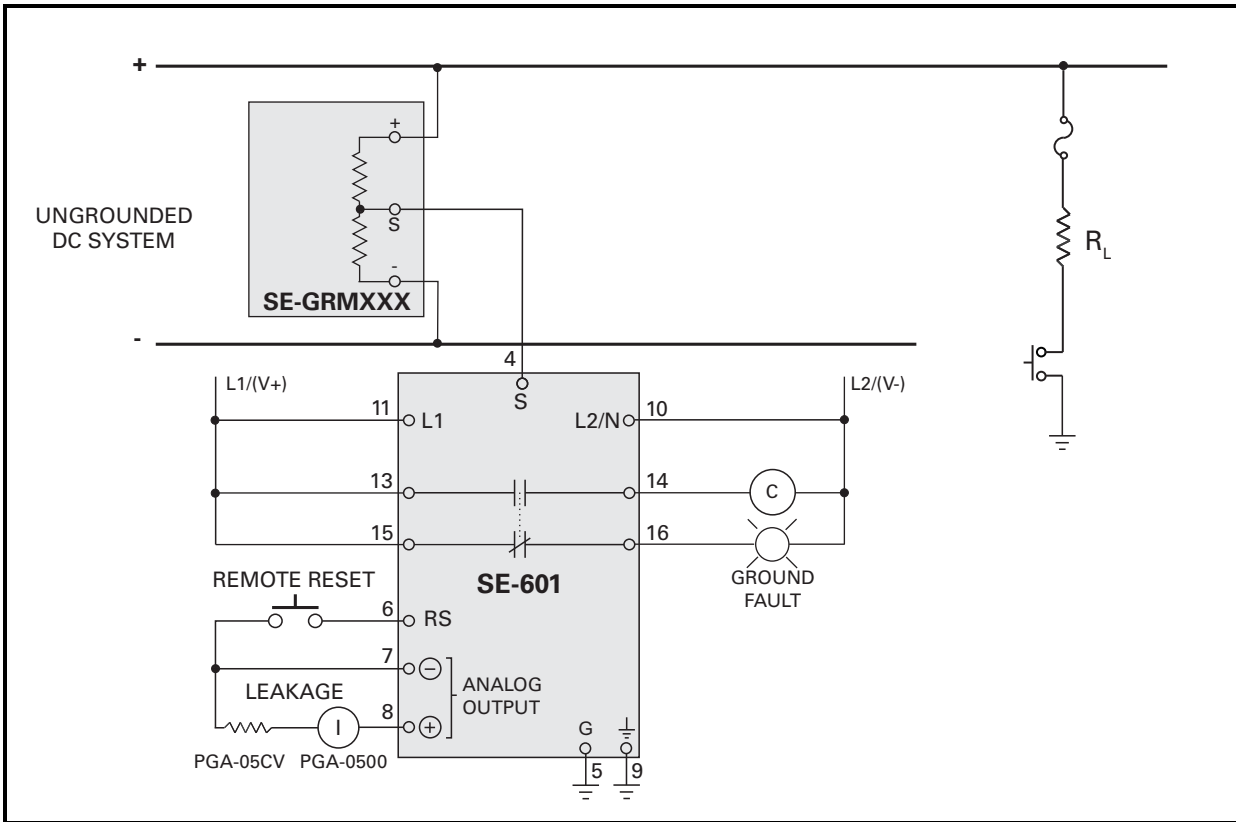 +
+
S
-
SE-GRMXXX
UNGROUNDED
DC SYSTEM
R_L
-
4
S
L1/(V+)
L2/(V-)
11
L1
L2/N
10
13
14
C
15
16
SE-601
GROUND
FAULT
REMOTE RESET
6
RS
7
−
LEAKAGE
ANALOG
OUTPUT
8
+
I
PGA-05CV
PGA-0500
G
5
9